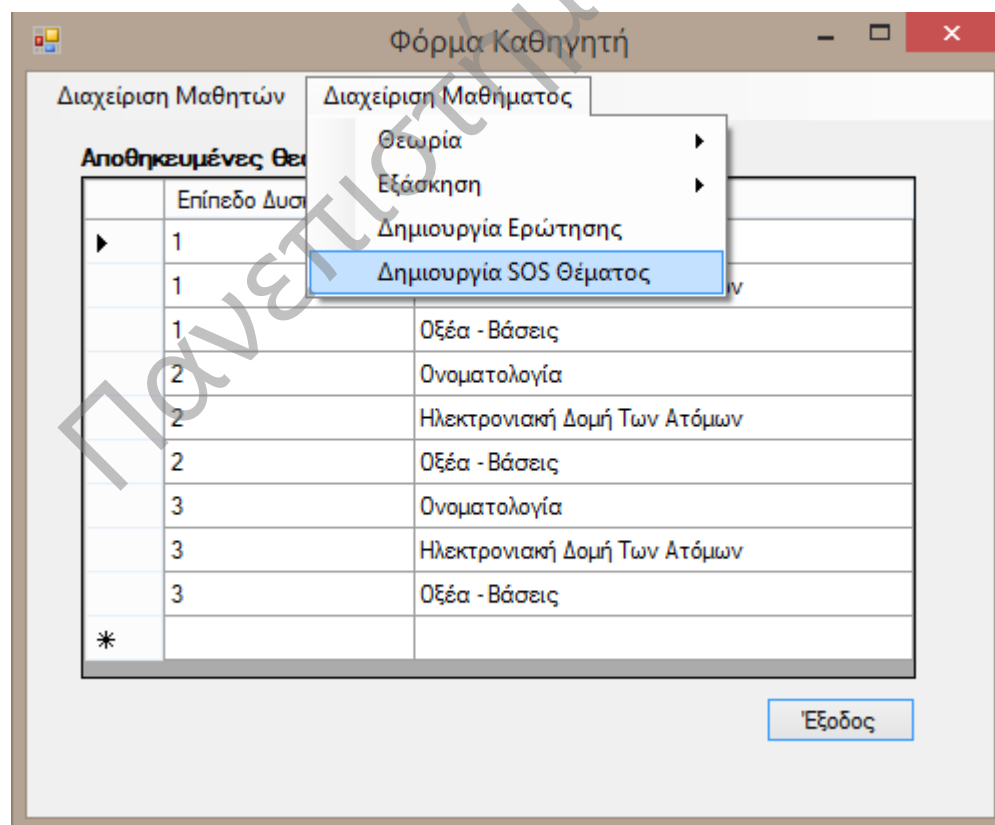 Φόρμα Καθηγητή
Διαχείριση Μαθητών Διαχείριση Μαθήματος
Θεωρία
Εξάσκηση
Δημιουργία Ερώτησης
Δημιουργία SOS Θέματος
Αποθηκευμένες
Επίπεδο
1
1
1 Οξέα - Βάσεις
2 Ονοματολογία
2 Ηλεκτρονιακή Δομή Των Ατόμων
2 Οξέα - Βάσεις
3 Ονοματολογία
3 Ηλεκτρονιακή Δομή Των Ατόμων
3 Οξέα - Βάσεις
Έξοδος